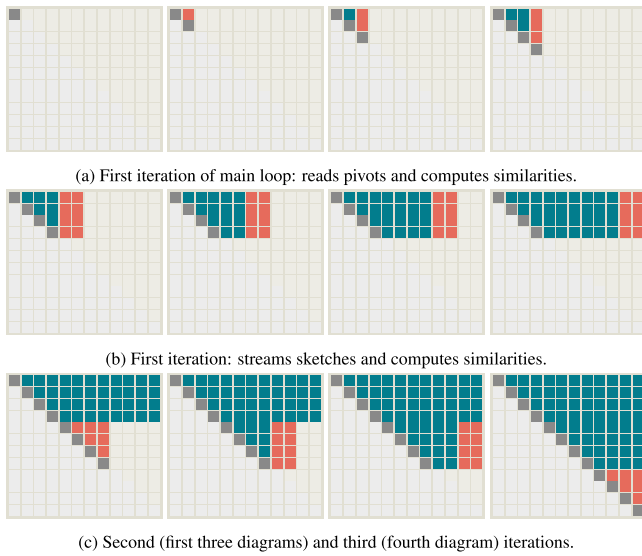 (a) First iteration of main loop: reads pivots and computes similarities.
(b) First iteration: streams sketches and computes similarities.
(c) Second (first three diagrams) and third (fourth diagram) iterations.